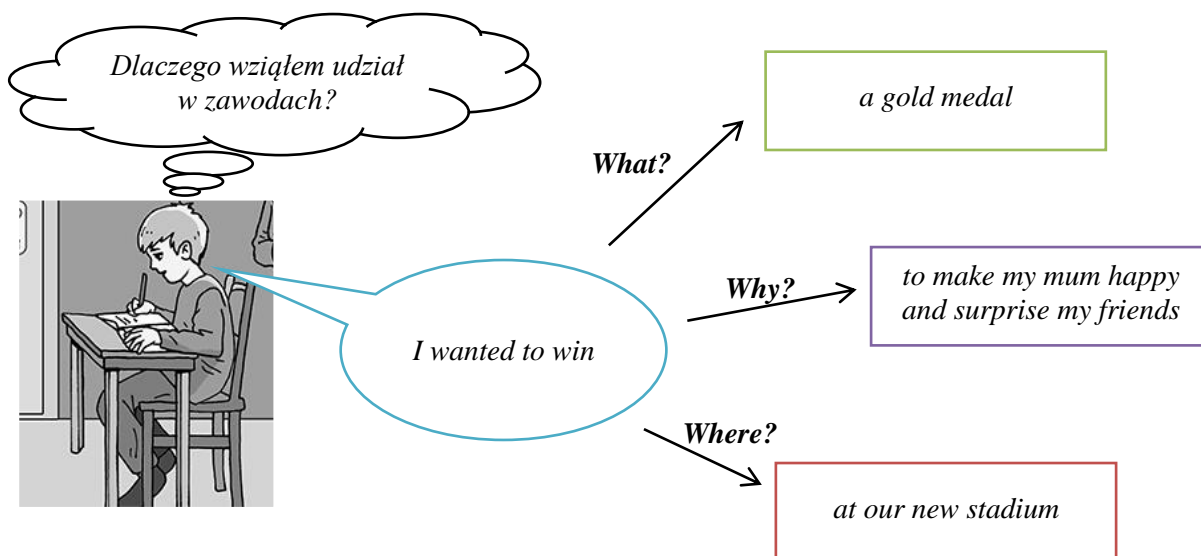 Dlaczego wziąłem udział
w zawodach?
a gold medal
What?
to make my mum happy
and surprise my friends
Why?
I wanted to win
Where?
at our new stadium